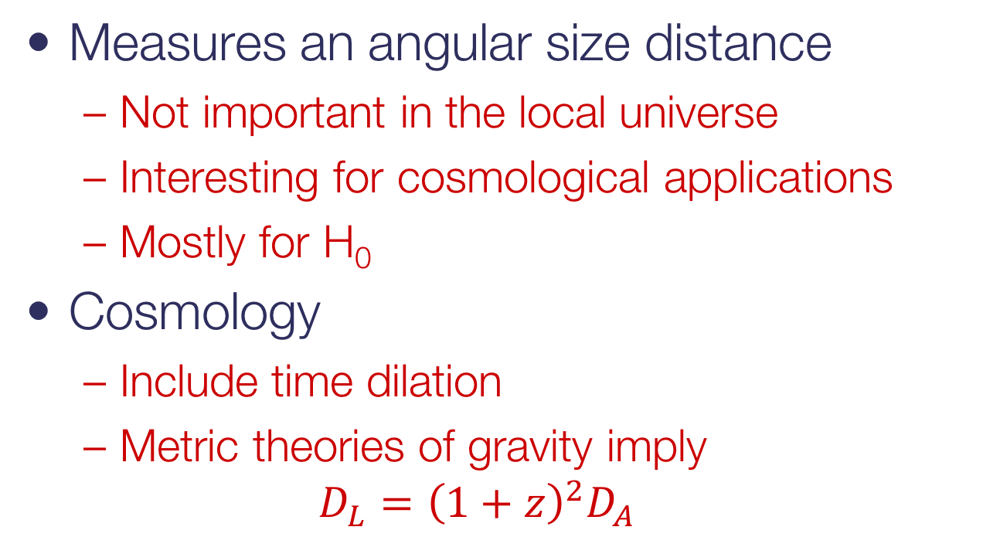 • Measures an angular size distance
– Not important in the local universe
– Interesting for cosmological applications
– Mostly for H₀
• Cosmology
– Include time dilation
– Metric theories of gravity imply
D_L = (1 + z)² D_A